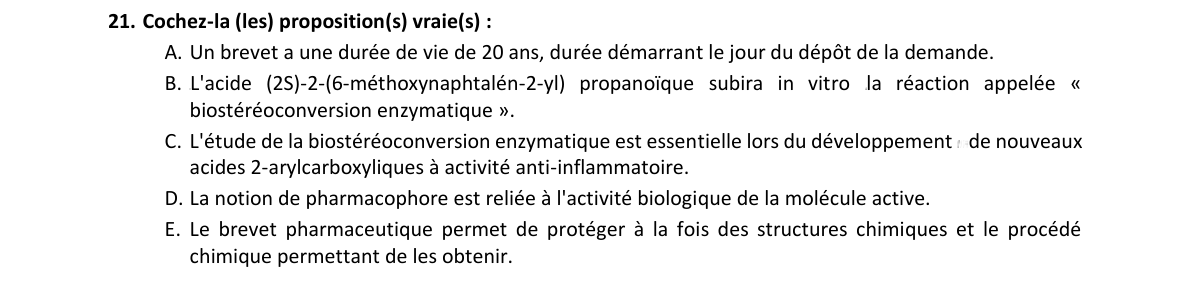 21. Cochez-la (les) proposition(s) vraie(s) :
A. Un brevet a une durée de vie de 20 ans, durée démarrant le jour du dépôt de la demande.
B. L'acide (2S)-2-(6-méthoxynaphtalén-2-yl) propanoïque subira in vitro la réaction appelée «
biostéréoconversion enzymatique ».
C. L'étude de la biostéréoconversion enzymatique est essentielle lors du développement de nouveaux
acides 2-arylcarboxyliques à activité anti-inflammatoire.
D. La notion de pharmacophore est reliée à l'activité biologique de la molécule active.
E. Le brevet pharmaceutique permet de protéger à la fois des structures chimiques et le procédé
chimique permettant de les obtenir.